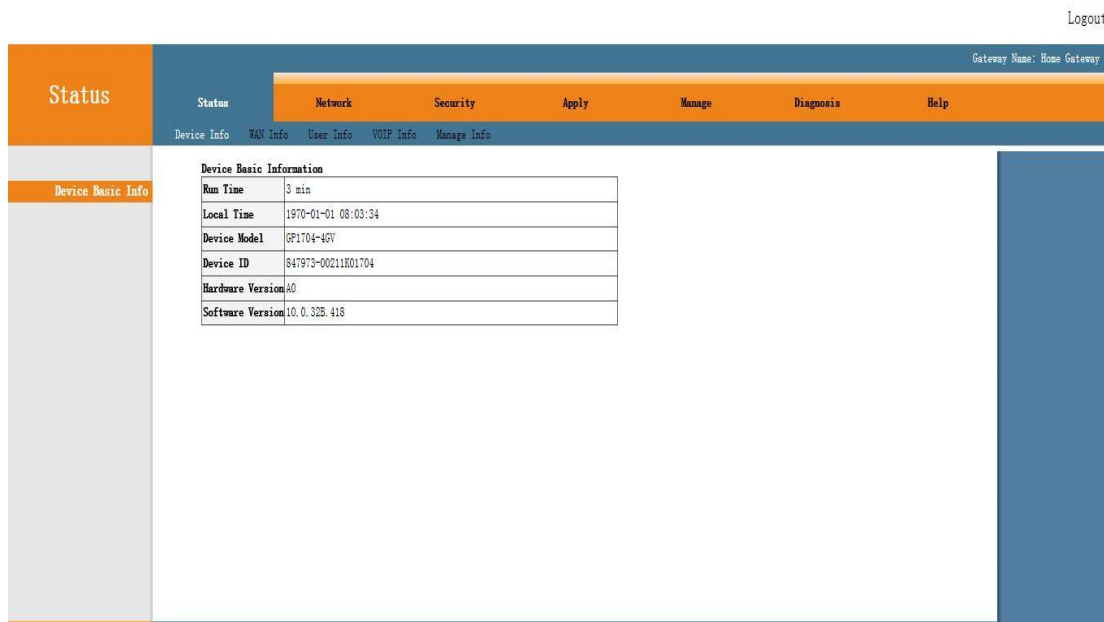 Logout
Gateway Name: Home Gateway
Status
Status Network Security Apply Manage Diagnosis Help
Device Info WAN Info User Info VOIP Info Manage Info
Device Basic Info
Device Basic Information
Run Time 3 min
Local Time 1970-01-01 08:03:34
Device Model GP1704-4GV
Device ID 847973-00211K01704
Hardware Version A0
Software Version 10.0.32B.418